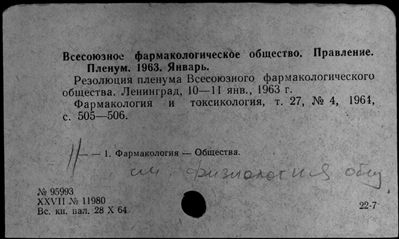 Всесоюзное фармакологическое общество. Правление.
Пленум. 1963. Январь.
Резолюция пленума Всесоюзного фармакологического
общества. Ленинград, 10—11 янв., 1963 г.
Фармакология и токсикология, т. 27, № 4, 1964,
с. 505—506.
— 1. Фармакология — Общества.
см. физиология общ
№ 95993
XXVII № 11980
Вс. кн. пал. 28 X 64
22-7